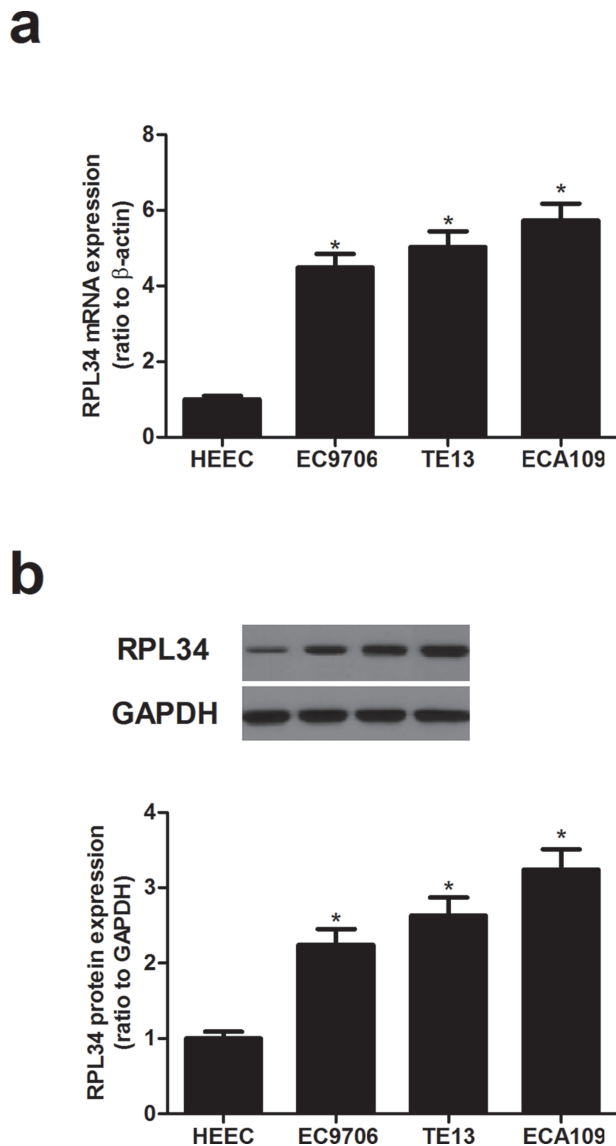 a
RPL34 mRNA expression
(ratio to β-actin)
8
6
4
2
0
*
*
*
HEEC EC9706 TE13 ECA109
b
RPL34
GAPDH
RPL34 protein expression
(ratio to GAPDH)
4
3
2
1
0
*
*
*
HEEC EC9706 TE13 ECA109